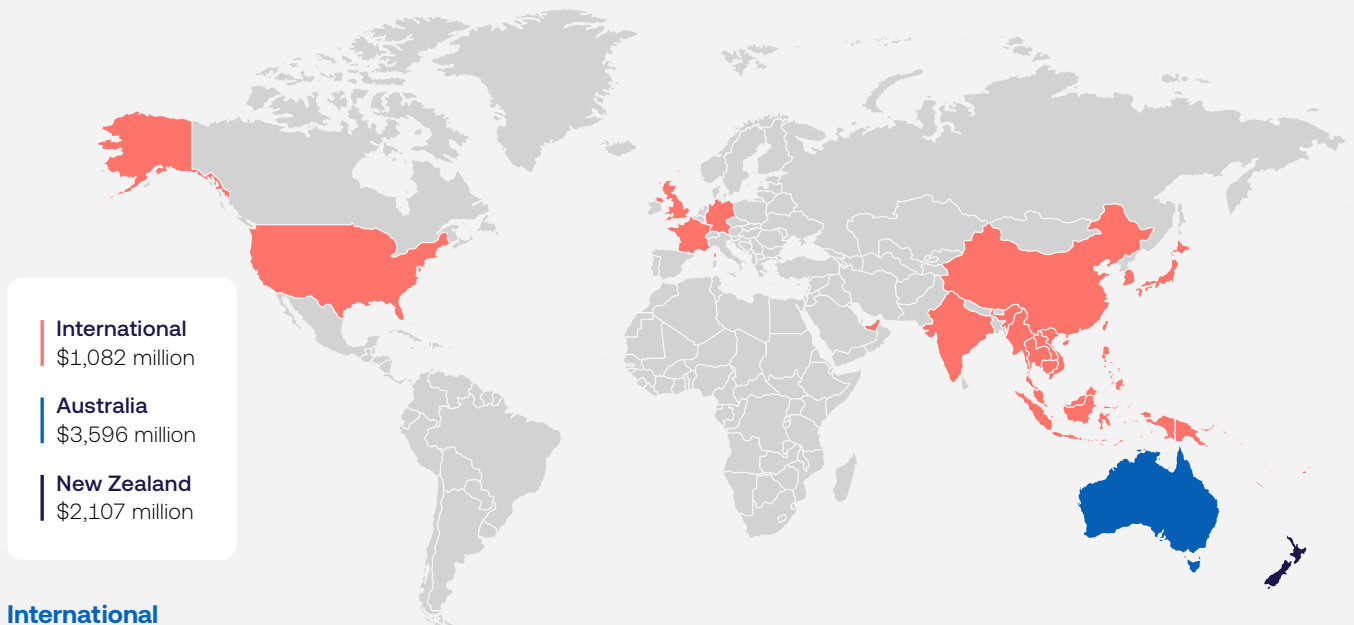 International
$1,082 million
Australia
$3,596 million
New Zealand
$2,107 million
International